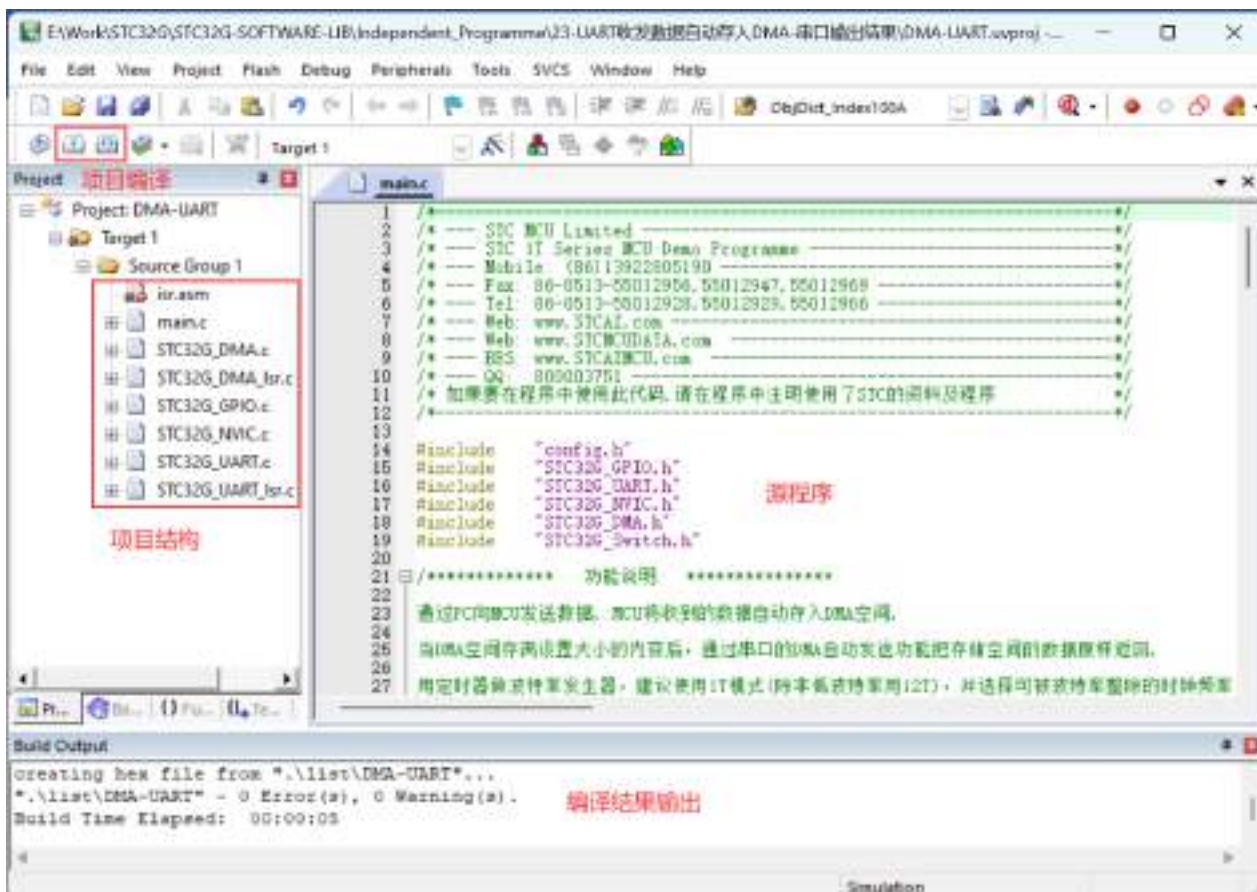 E:\Work\STC32G\STC32G-SOFTWARE-LIB\Independent_Programme\23-UART收发数据自动存入DMA-串口输出结果\DMA-UART.uvproj -...
File Edit View Project Flash Debug Peripherals Tools SVCS Window Help
ObjDict_Index100A
Target 1
Project 项目编译
main.c
Project: DMA-UART
Target 1
Source Group 1
isr.asm
main.c
STC32G_DMA.c
STC32G_DMA_Isr.c
STC32G_GPIO.c
STC32G_NVIC.c
STC32G_UART.c
STC32G_UART_Isr.c
项目结构
1 /*---------------------------------------------------------------------*/
2 /* --- STC MCU Limited ------------------------------------------------*/
3 /* --- STC 1T Series MCU Demo Programme -------------------------------*/
4 /* --- Mobile: (86)13922805190 ----------------------------------------*/
5 /* --- Fax: 86-0513-55012956,55012947,55012969 ------------------------*/
6 /* --- Tel: 86-0513-55012928,55012929,55012966 ------------------------*/
7 /* --- Web: www.STCAI.com ---------------------------------------------*/
8 /* --- Web: www.STCMCUDATA.com ---------------------------------------*/
9 /* --- BBS: www.STCAIMCU.com -----------------------------------------*/
10 /* --- QQ: 800003751 -------------------------------------------------*/
11 /* 如果要在程序中使用此代码,请在程序中注明使用了STC的资料及程序 */
12 /*---------------------------------------------------------------------*/
13
14 #include "config.h"
15 #include "STC32G_GPIO.h"
16 #include "STC32G_UART.h"
17 #include "STC32G_NVIC.h"
18 #include "STC32G_DMA.h"
19 #include "STC32G_Switch.h"
源程序
20
21 /************* 功能说明 ***************
22
23 通过PC向MCU发送数据, MCU将收到的数据自动存入DMA空间.
24
25 当DMA空间存满设置大小的内容后，通过串口的DMA自动发送功能把存储空间的数据原样返回.
26
27 用定时器做波特率发生器，建议使用1T模式(除非低波特率用12T)，并选择可被波特率整除的时钟频率
Pr... Bo... {} Fu... Te...
Build Output
creating hex file from ".\list\DMA-UART"...
".\list\DMA-UART" - 0 Error(s), 0 Warning(s).
Build Time Elapsed: 00:00:05
编译结果输出
Simulation